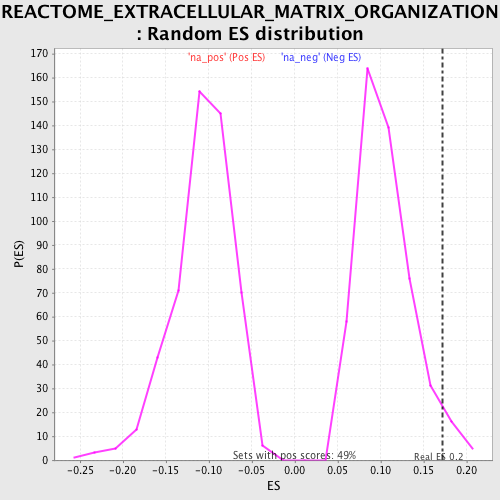 REACTOME_EXTRACELLULAR_MATRIX_ORGANIZATION
: Random ES distribution
'na_pos' (Pos ES) 'na_neg' (Neg ES)
170
160
150
140
130
120
110
100
90
80
70
60
50
40
30
20
10
0
P(ES)
Sets with pos scores: 49%
Real ES 0.2
-0.25 -0.20 -0.15 -0.10 -0.05 0.00 0.05 0.10 0.15 0.20
ES